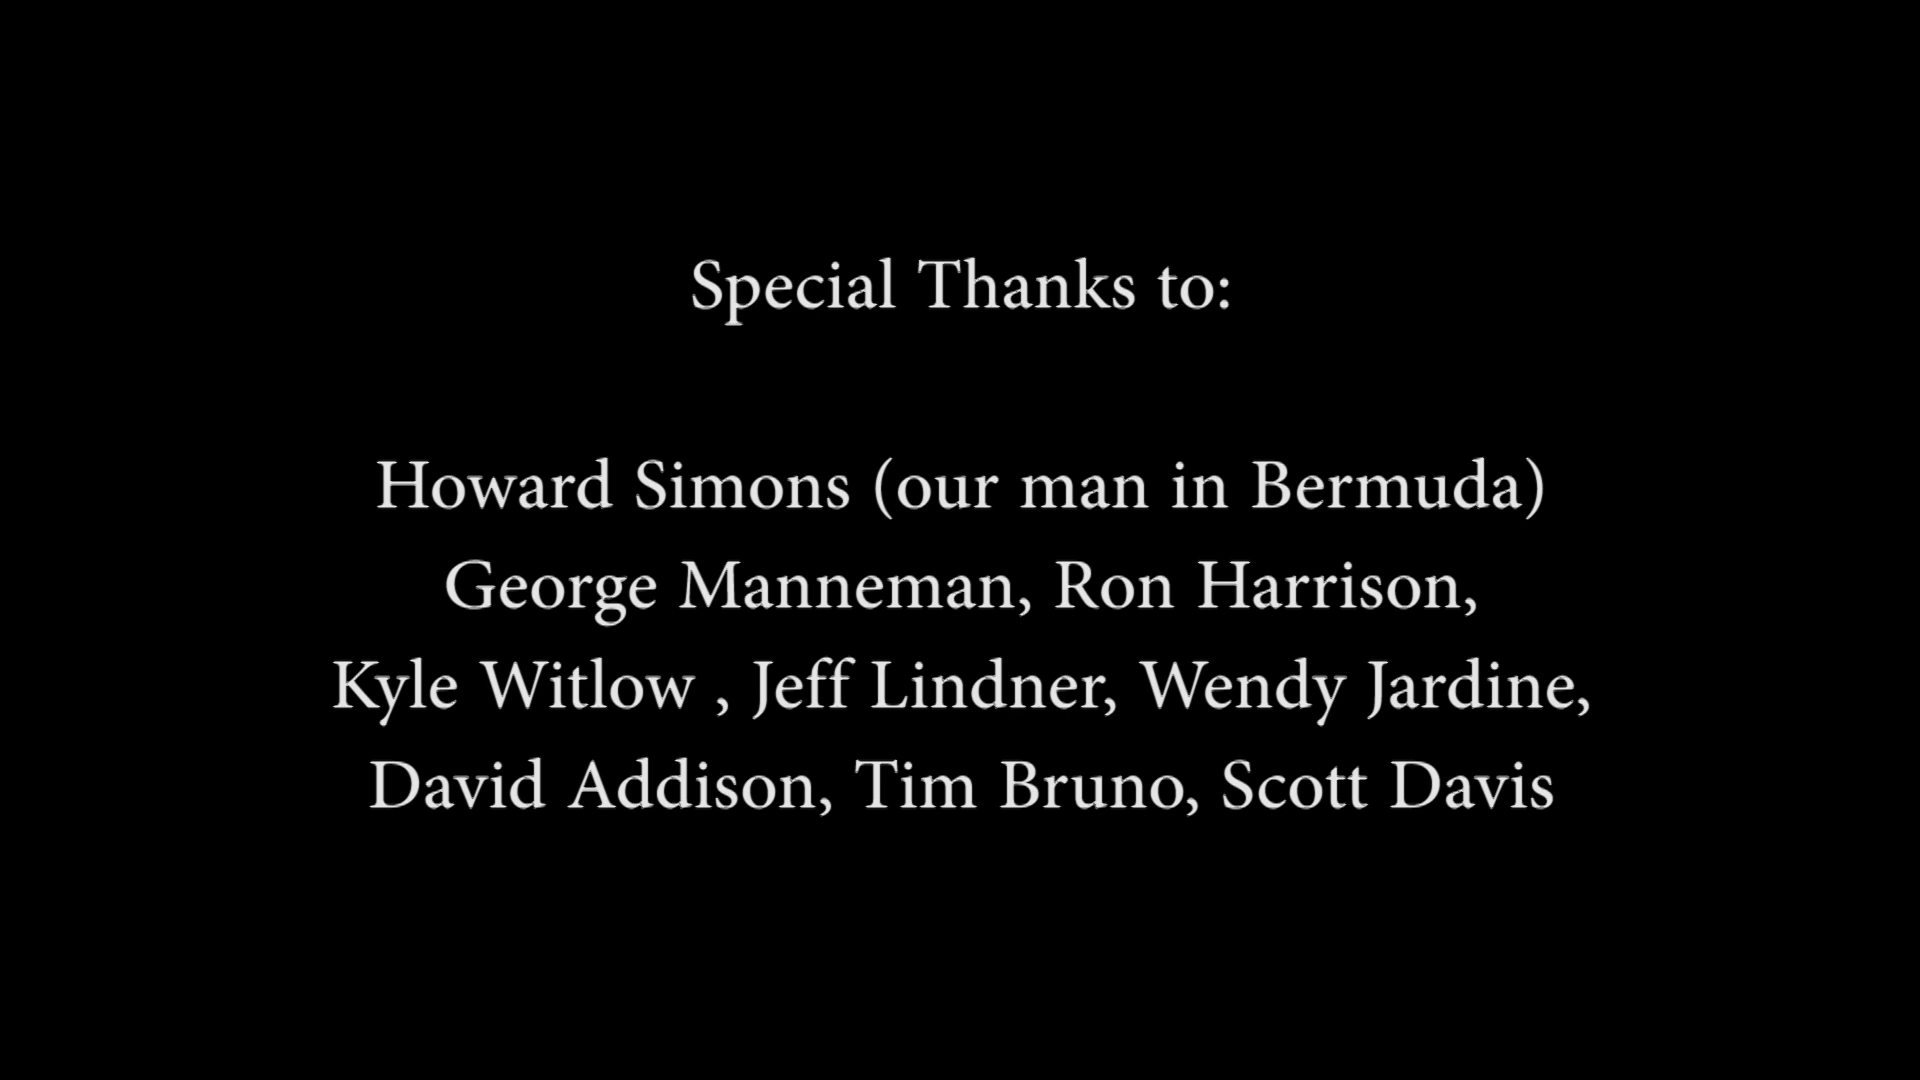 Special Thanks to:
Howard Simons (our man in Bermuda)
George Manneman, Ron Harrison,
Kyle Witlow , Jeff Lindner, Wendy Jardine,
David Addison, Tim Bruno, Scott Davis